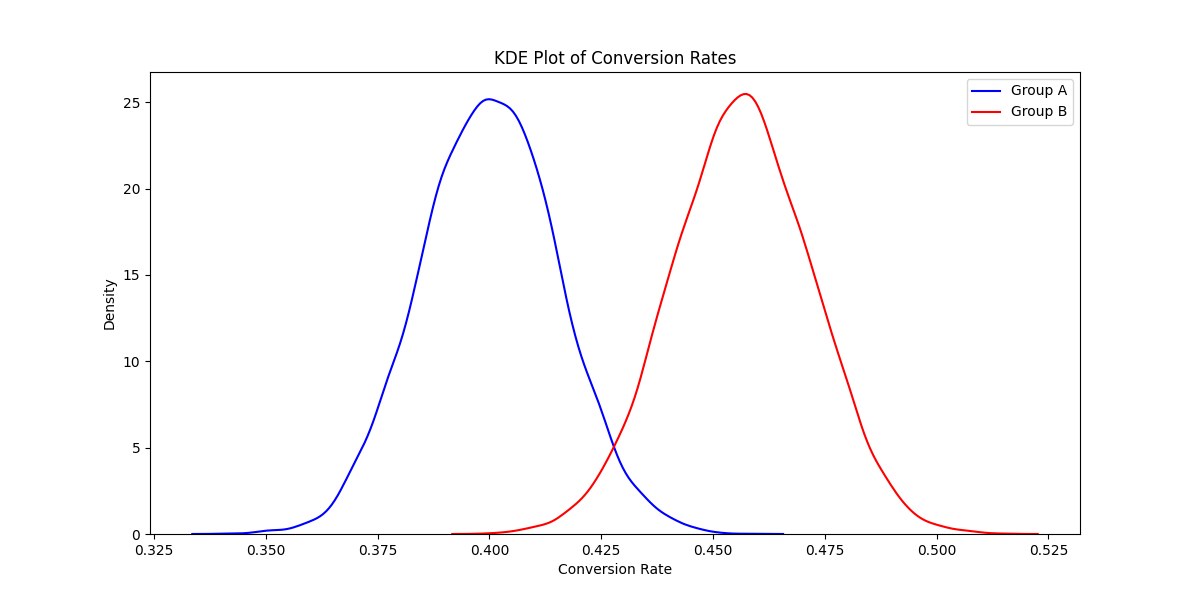 KDE Plot of Conversion Rates
Group A
Group B
Density
25
20
15
10
5
0
0.325 0.350 0.375 0.400 0.425 0.450 0.475 0.500 0.525
Conversion Rate